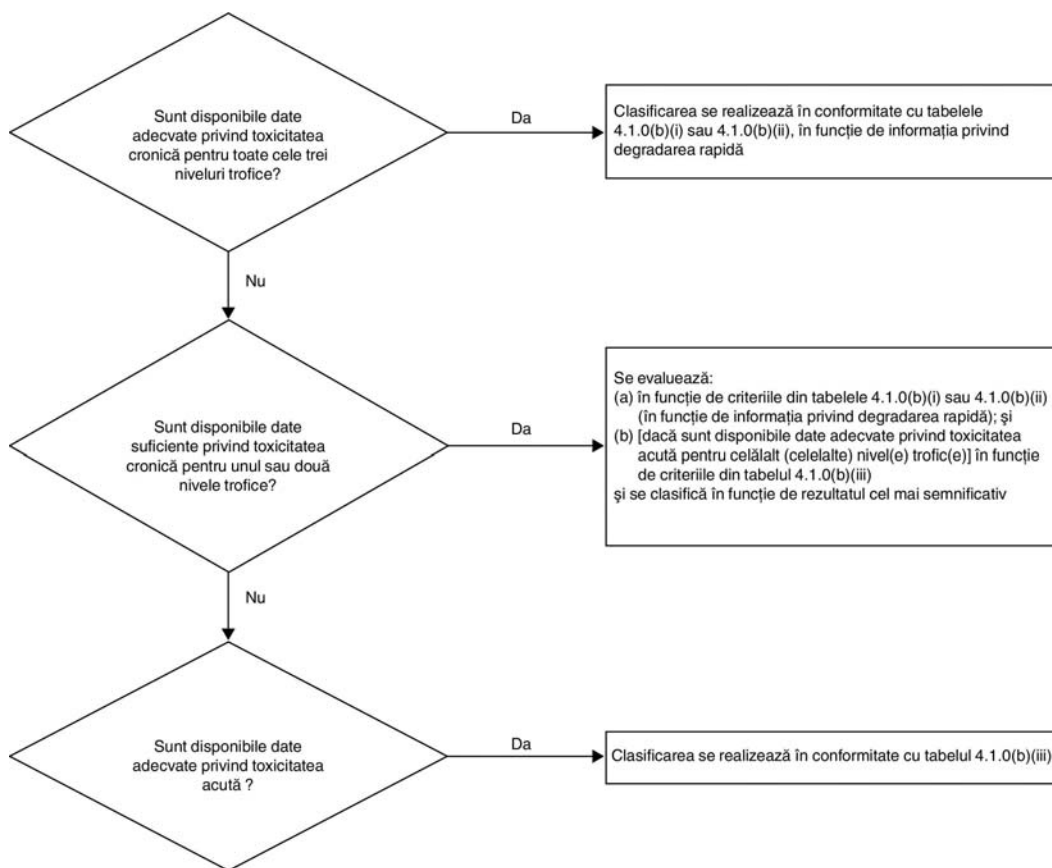 Sunt disponibile date
adecvate privind toxicitatea
cronică pentru toate cele trei
niveluri trofice?
Da
Clasificarea se realizează în conformitate cu tabelele
4.1.0(b)(i) sau 4.1.0(b)(ii), în funcție de informația privind
degradarea rapidă
Nu
Sunt disponibile date
suficiente privind toxicitatea
cronică pentru unul sau două
nivele trofice?
Da
Se evaluează:
(a) în funcție de criteriile din tabelele 4.1.0(b)(i) sau 4.1.0(b)(ii)
(în funcție de informația privind degradarea rapidă); şi
(b) [dacă sunt disponibile date adecvate privind toxicitatea
acută pentru celălalt (celelalte) nivel(e) trofic(e)] în funcție
de criteriile din tabelul 4.1.0(b)(iii)
şi se clasifică în funcție de rezultatul cel mai semnificativ
Nu
Sunt disponibile date
adecvate privind toxicitatea
acută ?
Da
Clasificarea se realizează în conformitate cu tabelul 4.1.0(b)(iii)